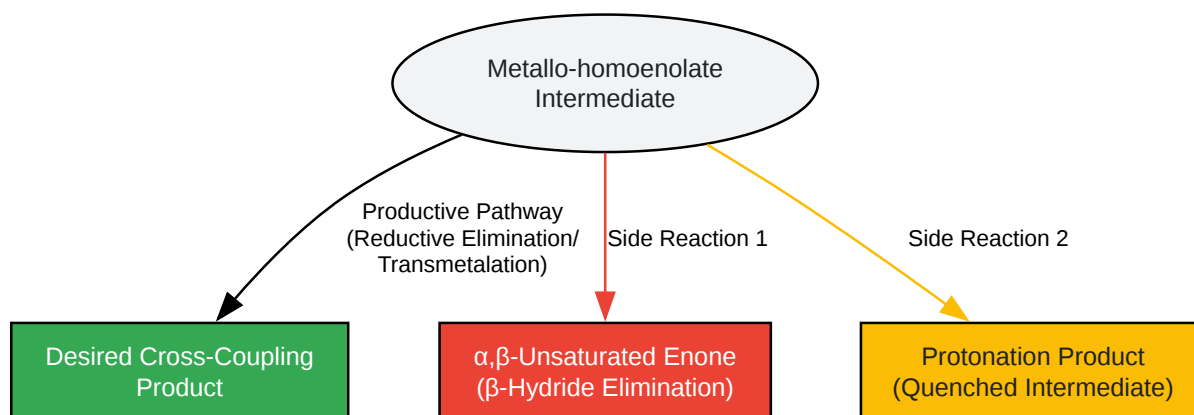 Metallo-homoenolate
Intermediate
Productive Pathway
(Reductive Elimination/
Transmetalation)
Side Reaction 1
Side Reaction 2
Desired Cross-Coupling
Product
α,β-Unsaturated Enone
(β-Hydride Elimination)
Protonation Product
(Quenched Intermediate)